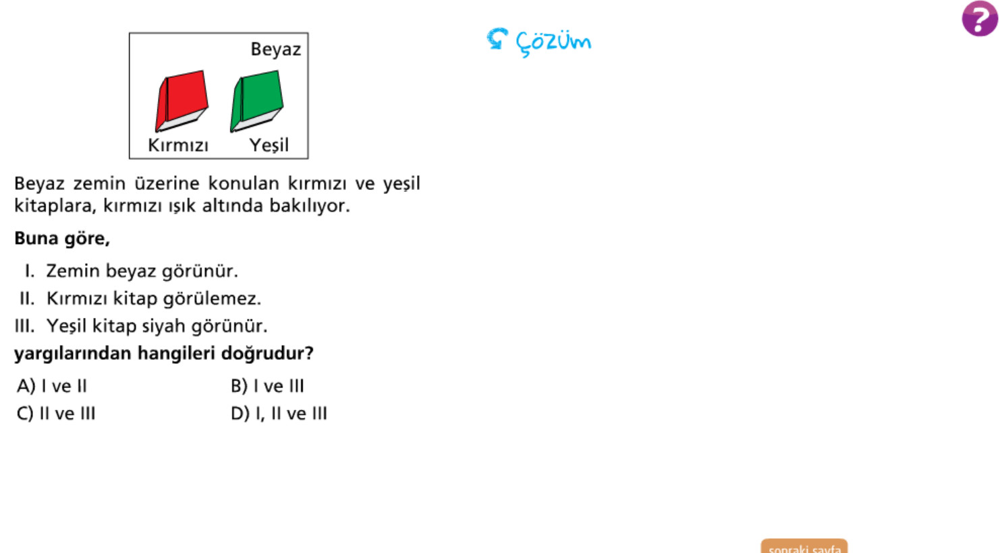 Beyaz
Kırmızı Yeşil
Beyaz zemin üzerine konulan kırmızı ve yeşil
kitaplara, kırmızı ışık altında bakılıyor.
Buna göre,
I. Zemin beyaz görünür.
II. Kırmızı kitap görülemez.
III. Yeşil kitap siyah görünür.
yargılarından hangileri doğrudur?
A) I ve II B) I ve III
C) II ve III D) I, II ve III
Çözüm
?
sonraki sayfa